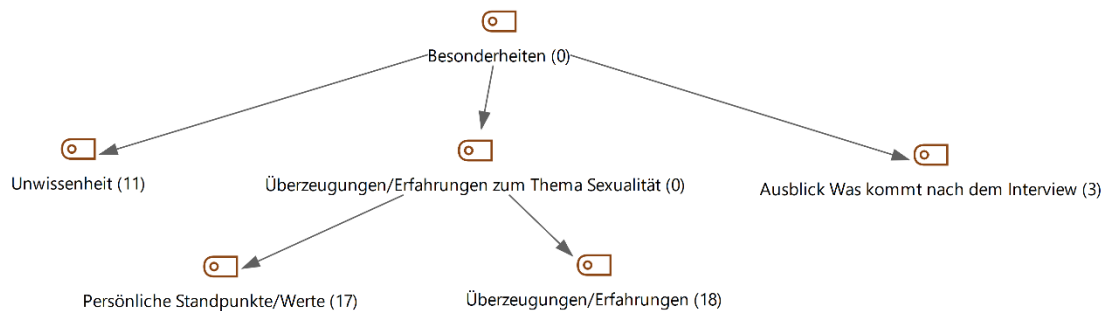 Besonderheiten (0)
Unwissenheit (11)
Überzeugungen/Erfahrungen zum Thema Sexualität (0)
Ausblick Was kommt nach dem Interview (3)
Persönliche Standpunkte/Werte (17)
Überzeugungen/Erfahrungen (18)